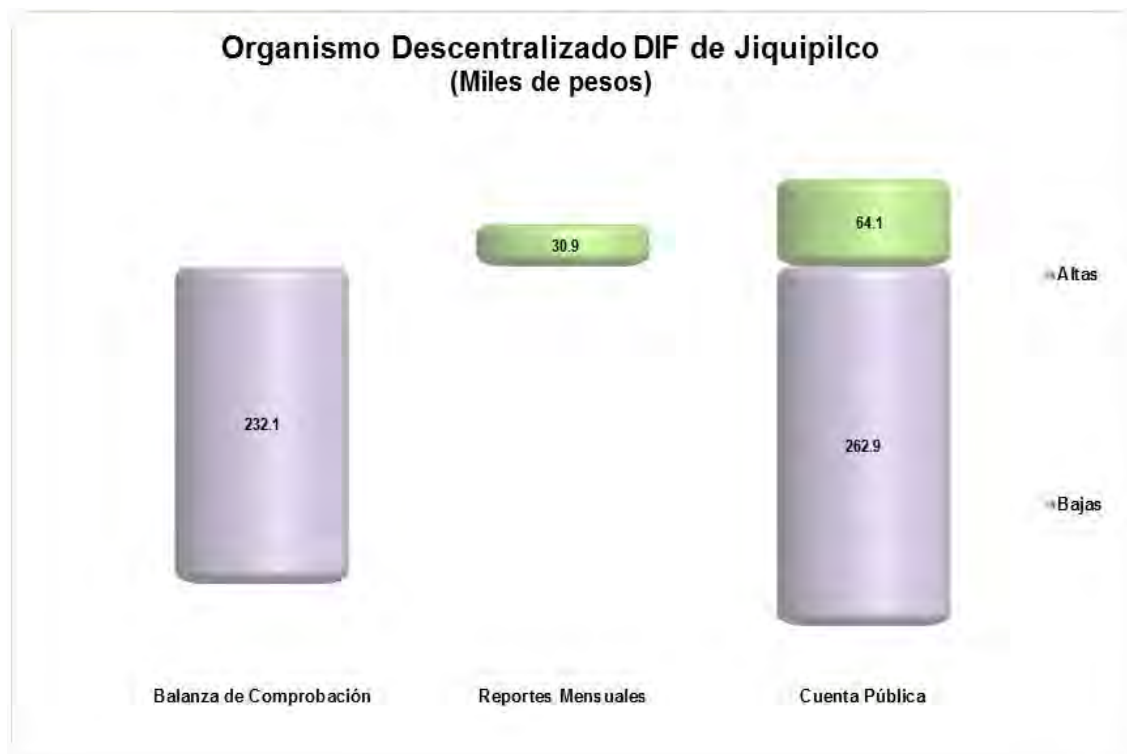 Organismo Descentralizado DIF de Jiquipilco
(Miles de pesos)
64.1
30.9
Altas
232.1
262.9
Bajas
Balanza de Comprobación
Reportes Mensuales
Cuenta Pública